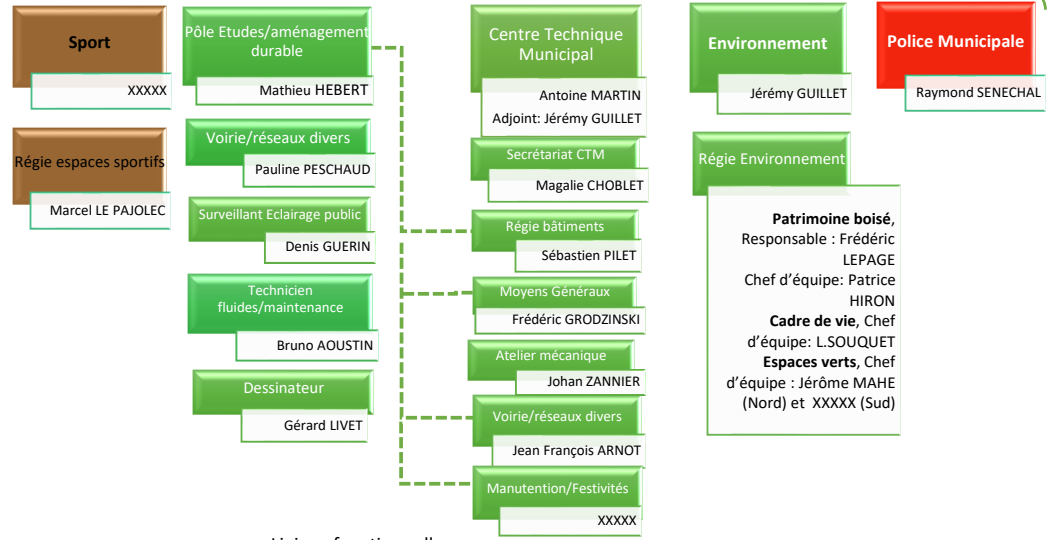 Sport
XXXXX
Régie espaces sportifs
Marcel LE PAJOLEC
Pôle Etudes/aménagement
durable
Mathieu HEBERT
Voirie/réseaux divers
Pauline PESCHAUD
Surveillant Eclairage public
Denis GUERIN
Technicien
fluides/maintenance
Bruno AOUSTIN
Dessinateur
Gérard LIVET
Centre Technique
Municipal
Antoine MARTIN
Adjoint: Jérémy GUILLET
Secrétariat CTM
Magalie CHOBLET
Régie bâtiments
Sébastien PILET
Moyens Généraux
Frédéric GRODZINSKI
Atelier mécanique
Johan ZANNIER
Voirie/réseaux divers
Jean François ARNOT
Manutention/Festivités
XXXXX
Environnement
Jérémy GUILLET
Régie Environnement
Patrimoine boisé,
Responsable : Frédéric
LEPAGE
Chef d'équipe: Patrice
HIRON
Cadre de vie, Chef
d'équipe: L.SOUQUET
Espaces verts, Chef
d'équipe : Jérôme MAHE
(Nord) et XXXXX (Sud)
Police Municipale
Raymond SENECHAL